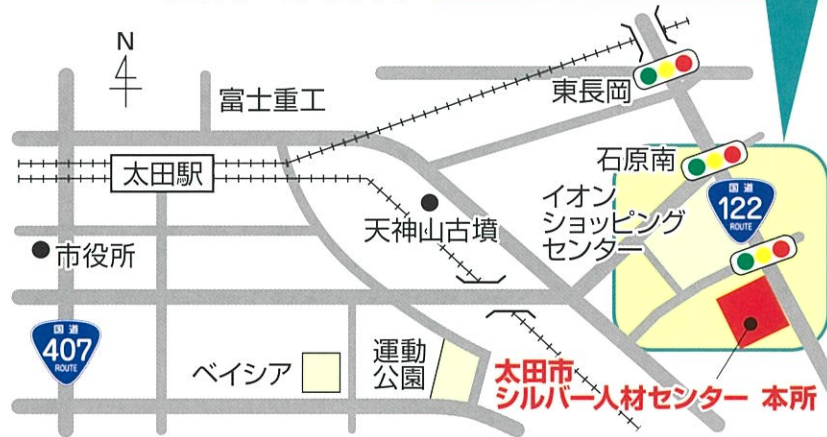 N
富士重工
東長岡
太田駅
石原南
国道
122
ROUTE
イオン
ショッピング
センター
天神山古墳
市役所
国道
407
ROUTE
ベイシア
運動
公園
太田市
シルバー人材センター 本所